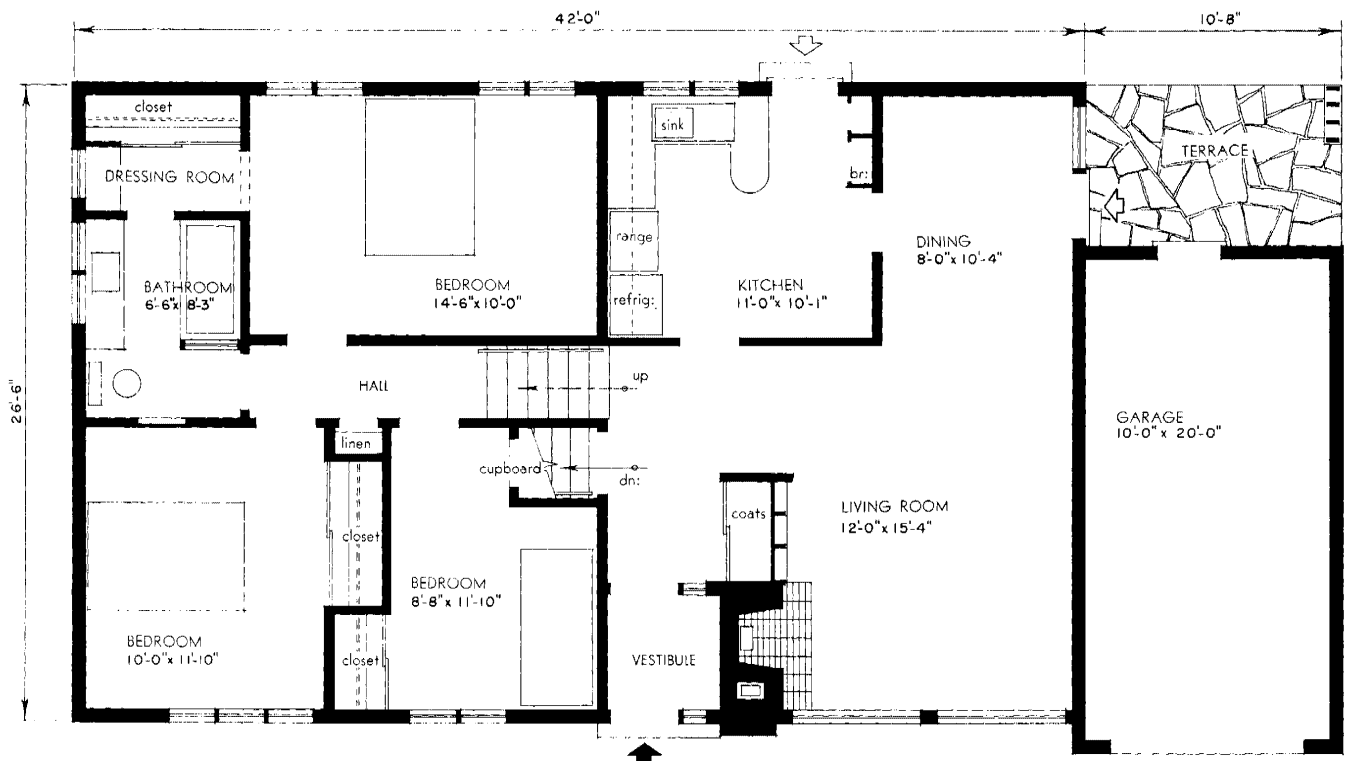 42'-0"
10'-8"
closet
sink
DRESSING ROOM
TERRACE
br:
range
DINING
8'-0" x 10'-4"
BATHROOM
6'-6" x 8'-3"
BEDROOM
14'-6" x 10'-0"
KITCHEN
11'-0" x 10'-1"
refrig:
26'-6"
HALL
up
linen
GARAGE
10'-0" x 20'-0"
cupboard
dn:
coats
LIVING ROOM
12'-0" x 15'-4"
closet
BEDROOM
8'-8" x 11'-10"
BEDROOM
10'-0" x 11'-10"
closet
VESTIBULE